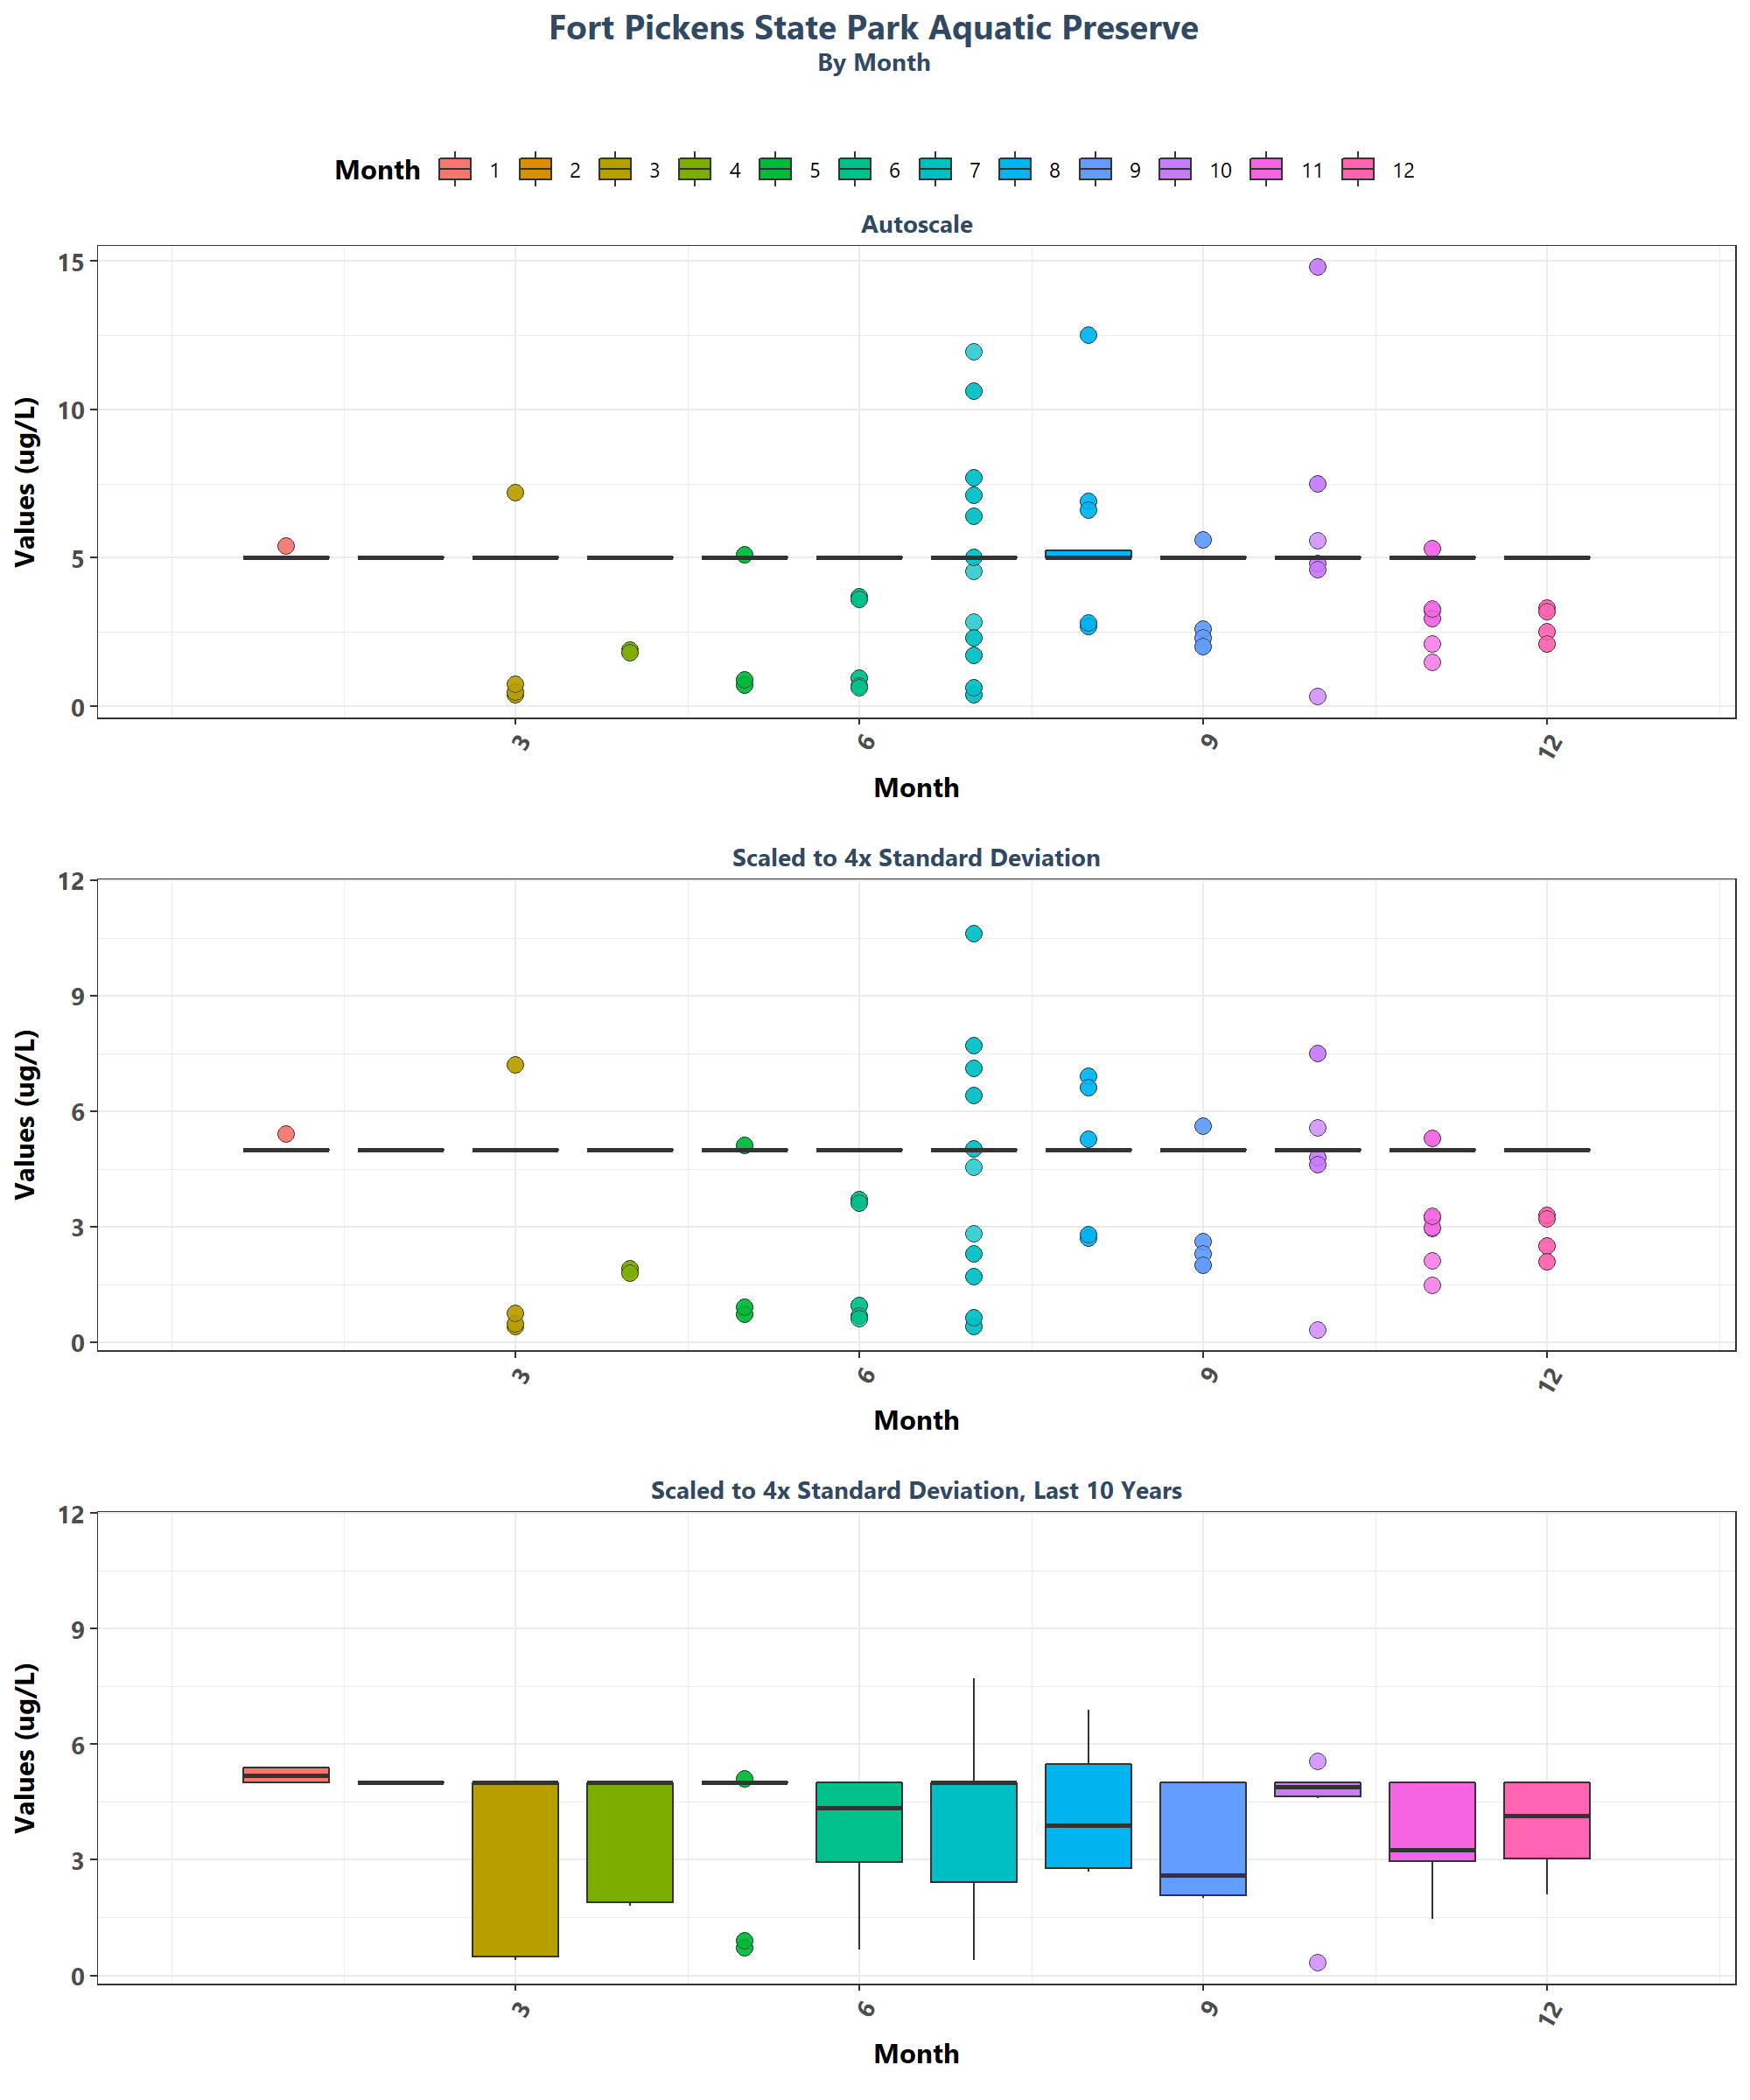 Fort Pickens State Park Aquatic Preserve
By Month
Month 1 2 3 4 5 6 7 8 9 10 11 12
Autoscale
Values (ug/L)
15
10
5
0
3 6 9 12
Month
Scaled to 4x Standard Deviation
Values (ug/L)
12
9
6
3
0
3 6 9 12
Month
Scaled to 4x Standard Deviation, Last 10 Years
Values (ug/L)
12
9
6
3
0
3 6 9 12
Month